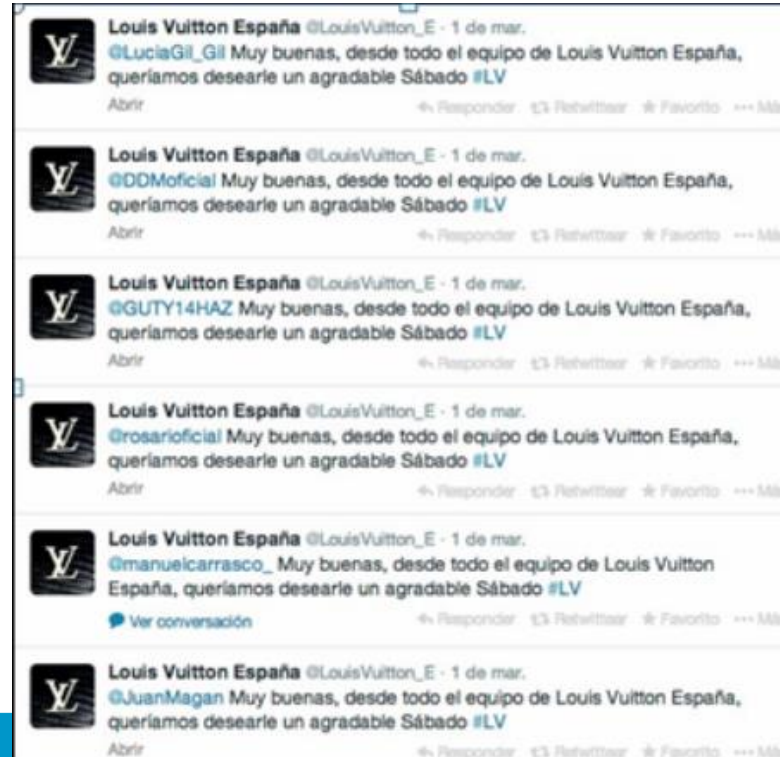 Louis Vuitton España @LouisVuitton_E · 1 de mar.
@LuciaGil_Gil Muy buenas, desde todo el equipo de Louis Vuitton España,
queríamos desearle un agradable Sábado #LV
Abrir Responder Retwittear Favorito ••• Má
Louis Vuitton España @LouisVuitton_E · 1 de mar.
@DDMoficial Muy buenas, desde todo el equipo de Louis Vuitton España,
queríamos desearle un agradable Sábado #LV
Abrir Responder Retwittear Favorito ••• Má
Louis Vuitton España @LouisVuitton_E · 1 de mar.
@GUTY14HAZ Muy buenas, desde todo el equipo de Louis Vuitton España,
queríamos desearle un agradable Sábado #LV
Abrir Responder Retwittear Favorito ••• Má
Louis Vuitton España @LouisVuitton_E · 1 de mar.
@rosarioficial Muy buenas, desde todo el equipo de Louis Vuitton España,
queríamos desearle un agradable Sábado #LV
Abrir Responder Retwittear Favorito ••• Má
Louis Vuitton España @LouisVuitton_E · 1 de mar.
@manuelcarrasco_ Muy buenas, desde todo el equipo de Louis Vuitton
España, queríamos desearle un agradable Sábado #LV
Ver conversación Responder Retwittear Favorito ••• Má
Louis Vuitton España @LouisVuitton_E · 1 de mar.
@JuanMagan Muy buenas, desde todo el equipo de Louis Vuitton España,
queríamos desearle un agradable Sábado #LV
Abrir Responder Retwittear Favorito ••• Má